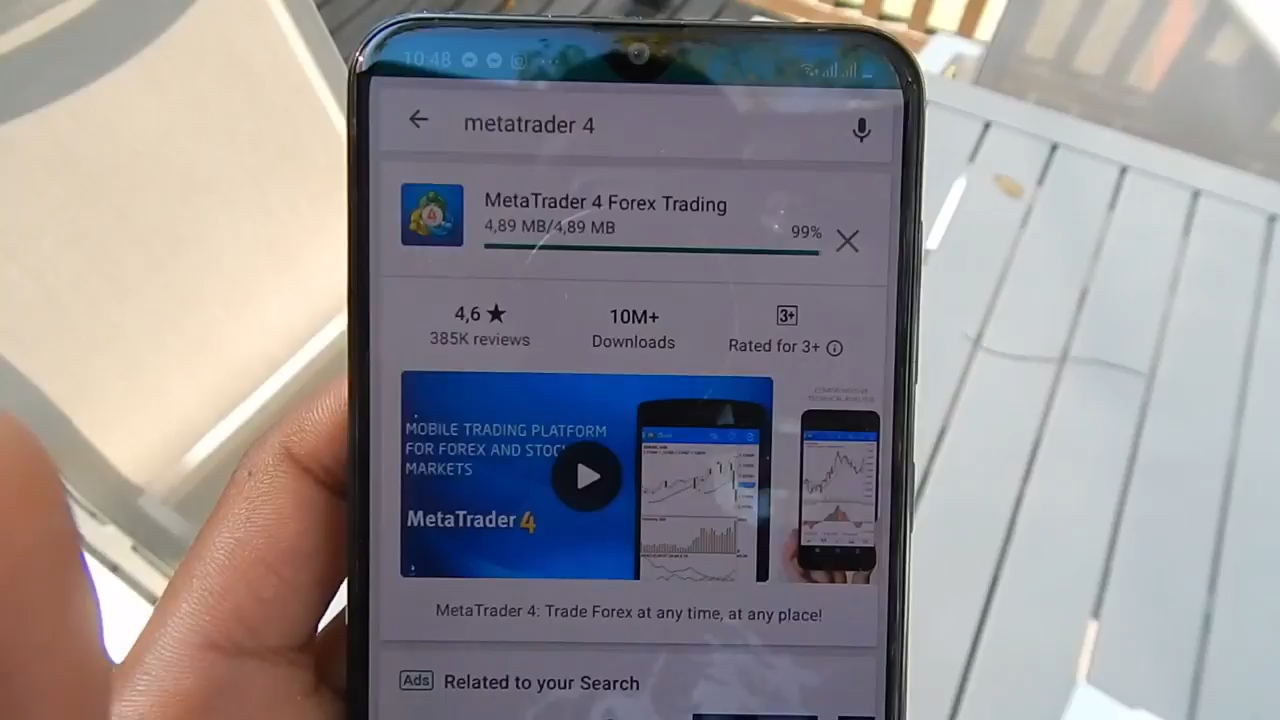 10:48
metatrader 4
MetaTrader 4 Forex Trading
4,89 MB/4,89 MB
99%
4,6 ★
385K reviews
10M+
Downloads
3+
Rated for 3+
MOBILE TRADING PLATFORM
FOR FOREX AND STOC
MARKETS
MetaTrader 4
MetaTrader 4: Trade Forex at any time, at any place!
Ads Related to your Search